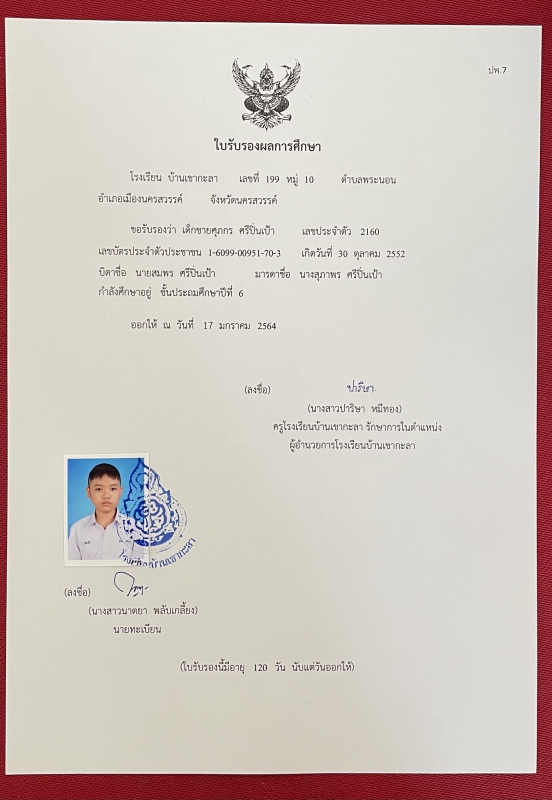 ปพ.7
ใบรับรองผลการศึกษา
โรงเรียน บ้านเขากะลา เลขที่ 199 หมู่ 10 ตำบลพระนอน
อำเภอเมืองนครสวรรค์ จังหวัดนครสวรรค์
ขอรับรองว่า เด็กชายศุภกร ศรีปิ่นเป้า เลขประจำตัว 2160
เลขบัตรประจำตัวประชาชน 1-6099-00951-70-3 เกิดวันที่ 30 ตุลาคม 2552
บิดาชื่อ นายสมพร ศรีปิ่นเป้า มารดาชื่อ นางสุภาพร ศรีปิ่นเป้า
กำลังศึกษาอยู่ ชั้นประถมศึกษาปีที่ 6
ออกให้ ณ วันที่ 17 มกราคม 2564
(ลงชื่อ) ปาริษา
(นางสาวปาริษา หมีทอง)
ครูโรงเรียนบ้านเขากะลา รักษาการในตำแหน่ง
ผู้อำนวยการโรงเรียนบ้านเขากะลา
โรงเรียนบ้านเขากะลา
(ลงชื่อ)
(นางสาวนาตยา พลับเกลี้ยง)
นายทะเบียน
(ใบรับรองนี้มีอายุ 120 วัน นับแต่วันออกให้)